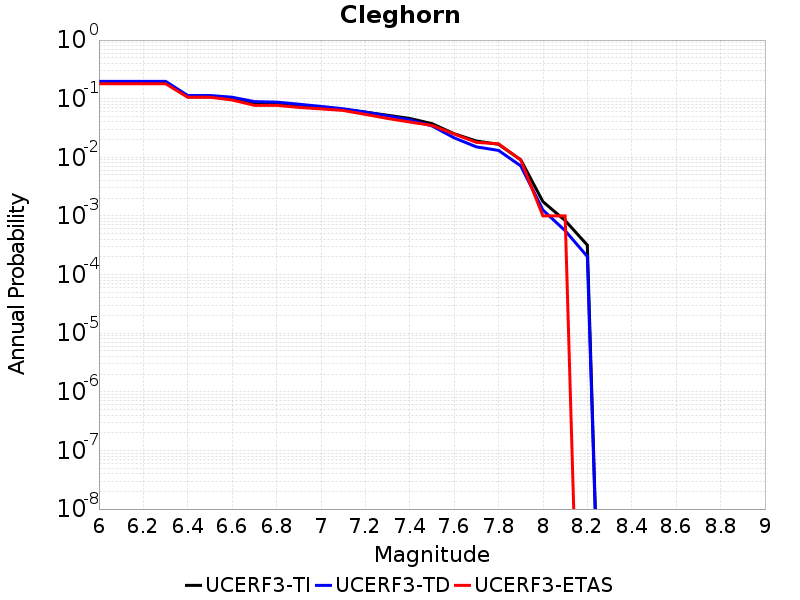 Cleghorn
10^0
10^-1
10^-2
10^-3
10^-4
10^-5
10^-6
10^-7
10^-8
Annual Probability
6 6.2 6.4 6.6 6.8 7 7.2 7.4 7.6 7.8 8 8.2 8.4 8.6 8.8 9
Magnitude
UCERF3-TI UCERF3-TD UCERF3-ETAS